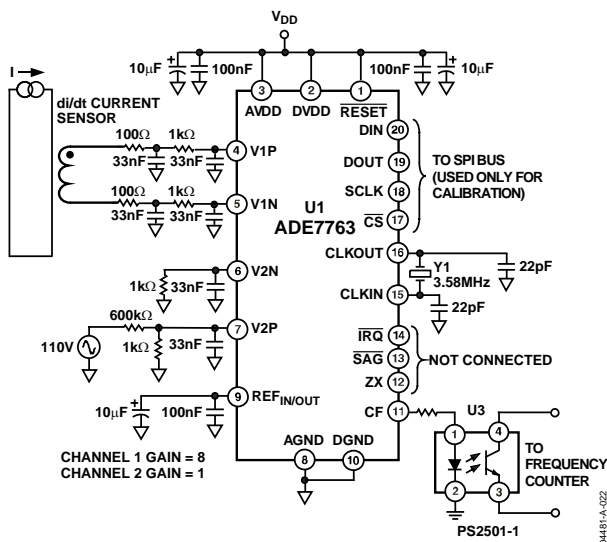 VDD
10μF
100nF
100nF
10μF
I
di/dt CURRENT
SENSOR
3
2
1
AVDD
DVDD
RESET
100Ω
1kΩ
33nF
33nF
4
V1P
100Ω
1kΩ
33nF
33nF
5
V1N
U1
ADE7763
DIN
20
DOUT
19
SCLK
18
CS
17
TO SPI BUS
(USED ONLY FOR
CALIBRATION)
1kΩ
33nF
6
V2N
600kΩ
110V
1kΩ
33nF
7
V2P
CLKOUT
16
Y1
3.58MHz
22pF
CLKIN
15
22pF
IRQ
14
SAG
13
ZX
12
NOT CONNECTED
10μF
100nF
9
REFIN/OUT
CF
11
U3
AGND
DGND
8
10
CHANNEL 1 GAIN = 8
CHANNEL 2 GAIN = 1
1
4
2
3
TO
FREQUENCY
COUNTER
PS2501-1
04481-A-022